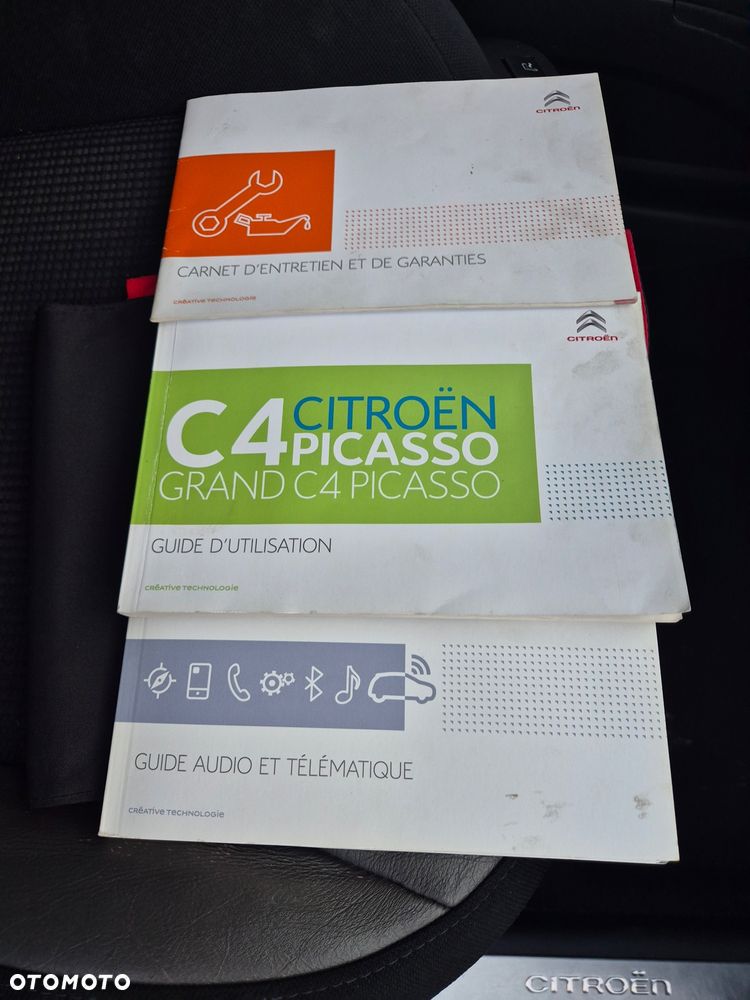 CITROËN
CARNET D'ENTRETIEN ET DE GARANTIES
CRÉATIVE TECHNOLOGIE
CITROËN
C4 CITROËN
PICASSO
GRAND C4 PICASSO
GUIDE D'UTILISATION
CRÉATIVE TECHNOLOGIE
GUIDE AUDIO ET TÉLÉMATIQUE
CRÉATIVE TECHNOLOGIE
CITROËN
OTOMOTO